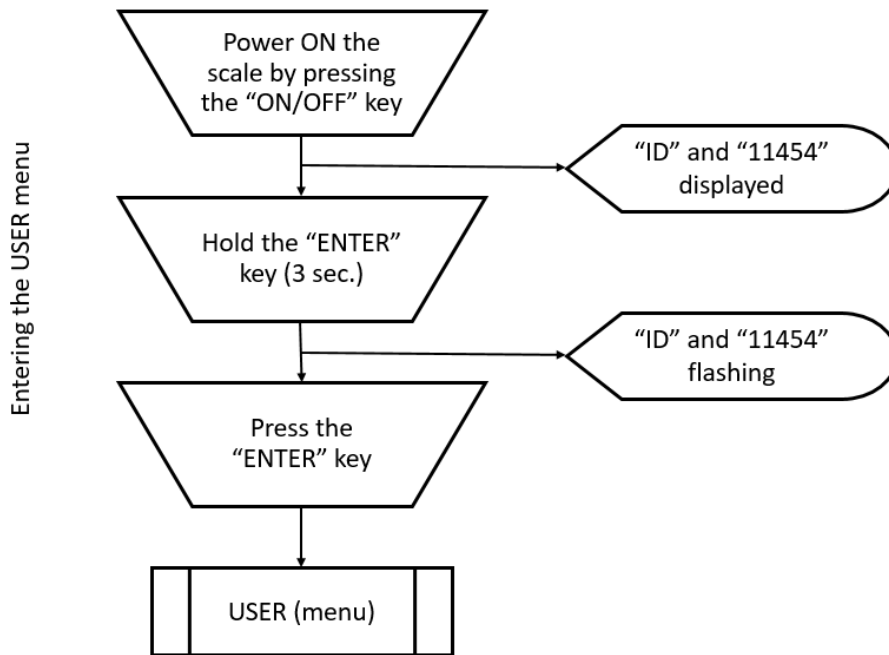 Entering the USER menu
Power ON the
scale by pressing
the “ON/OFF” key
“ID” and “11454”
displayed
Hold the “ENTER”
key (3 sec.)
“ID” and “11454”
flashing
Press the
“ENTER” key
USER (menu)